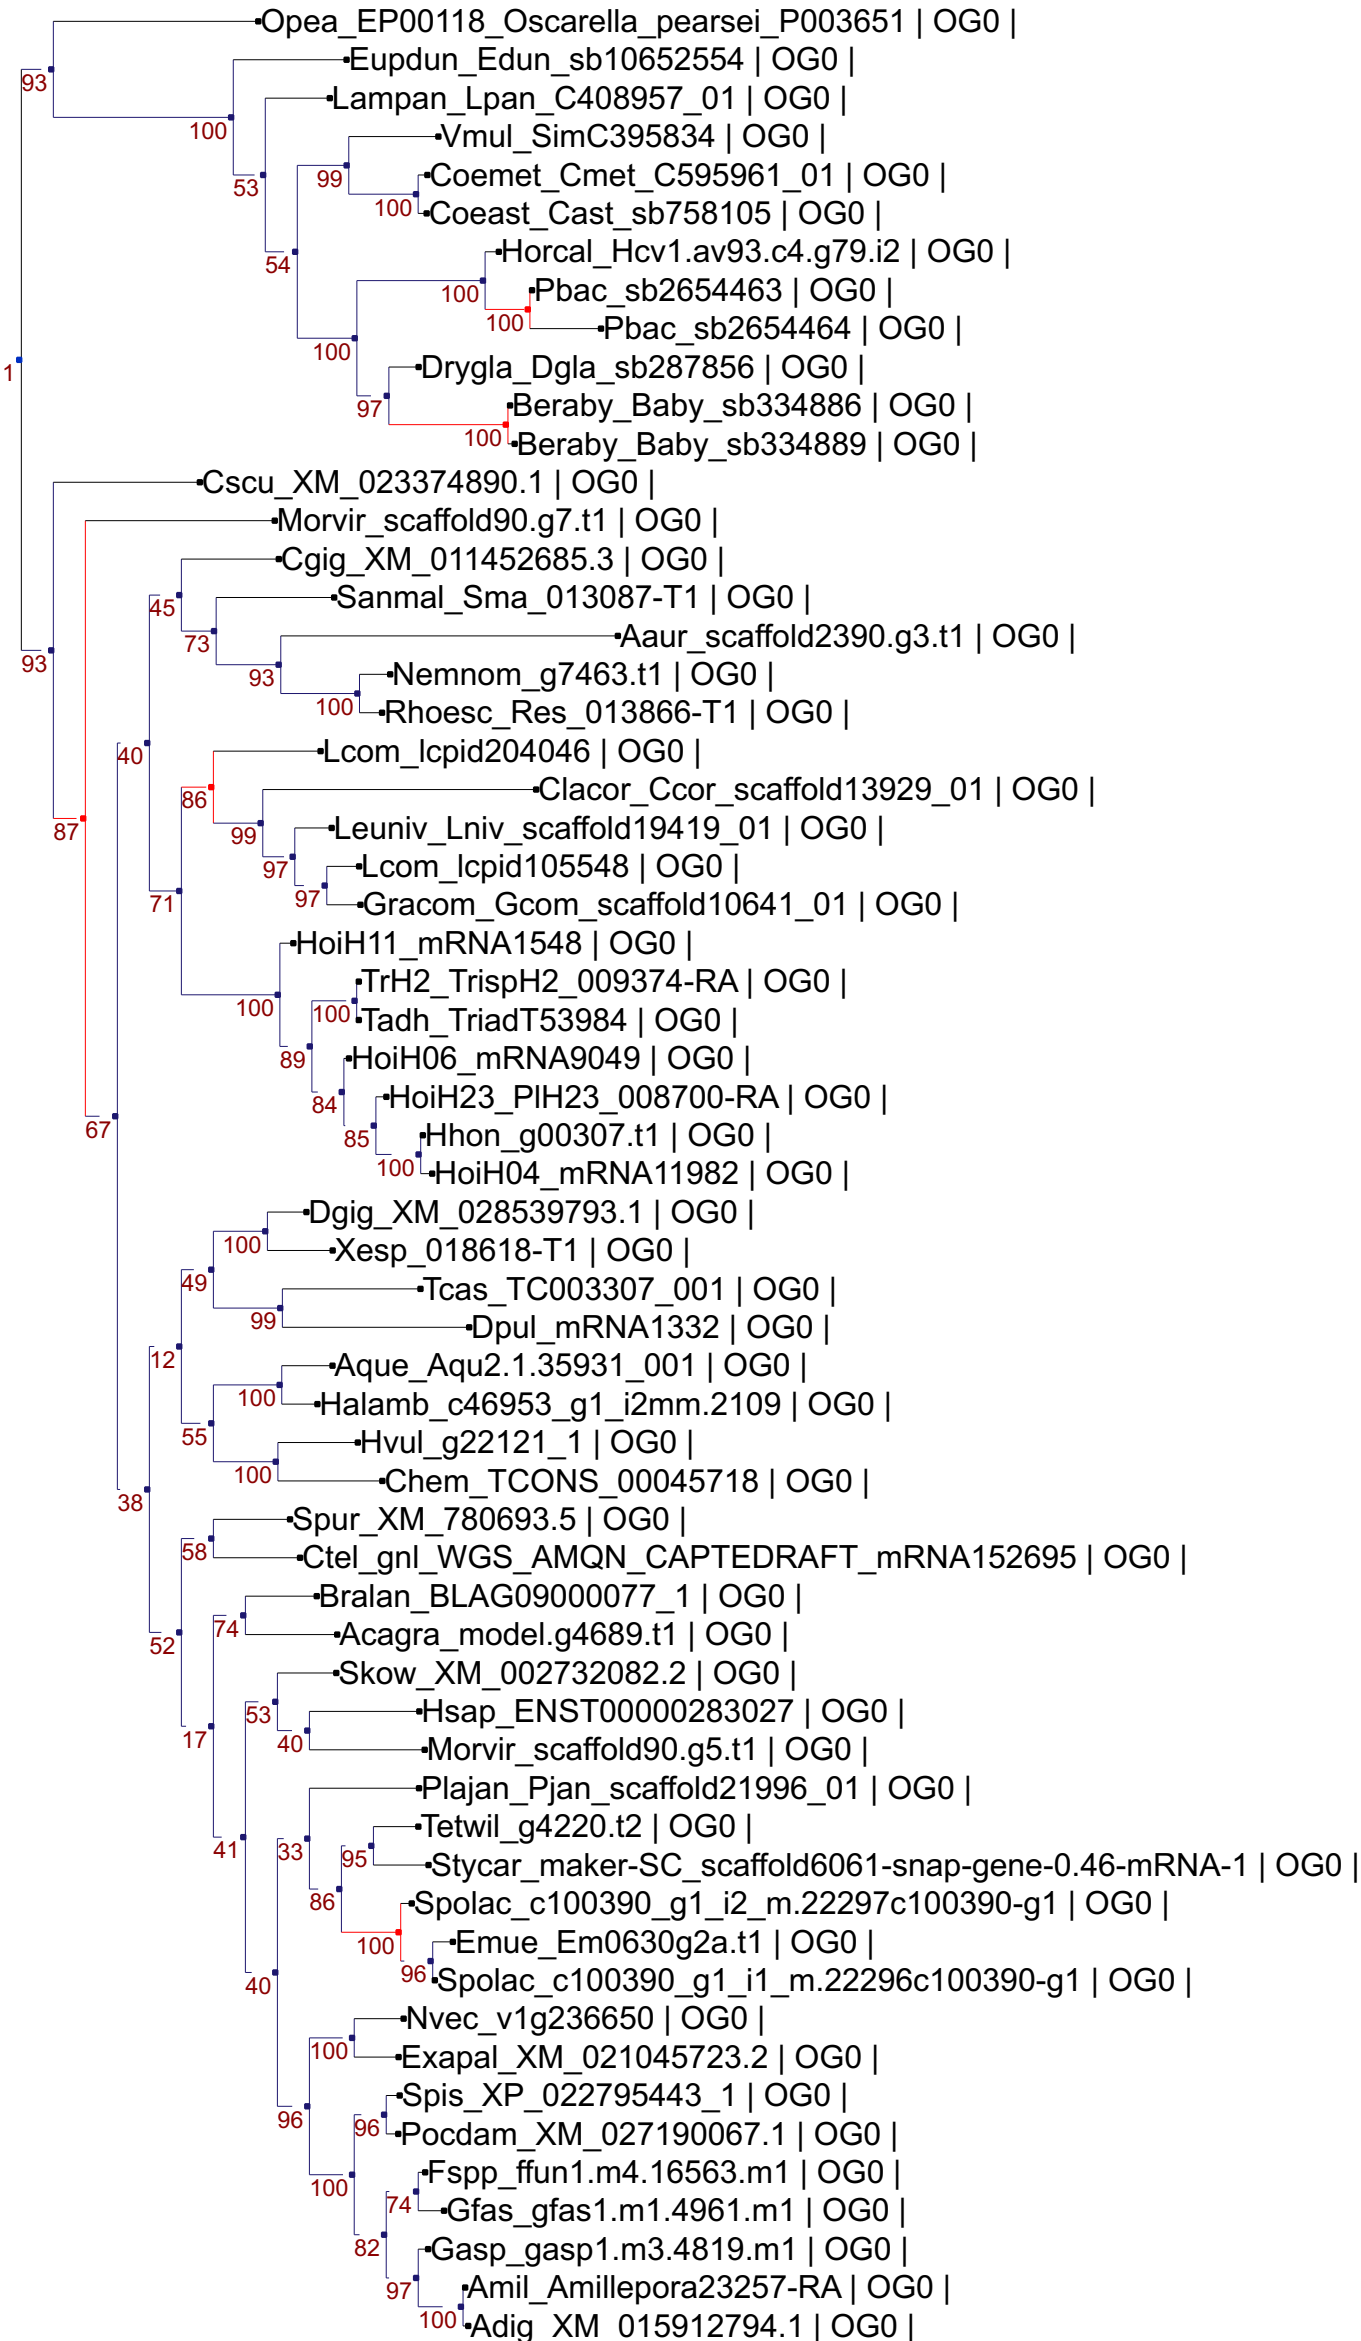 Opea_EP00118_Oscarella_pearsei_P003651 | OG0 |
Eupdun_Edun_sb10652554 | OG0 |
93
Lampan_Lpan_C408957_01 | OG0 |
100
Vmul_SimC395834 | OG0 |
99
Coemet_Cmet_C595961_01 | OG0 |
53
100
Coeast_Cast_sb758105 | OG0 |
54
Horcal_Hcv1.av93.c4.g79.i2 | OG0 |
100
Pbac_sb2654463 | OG0 |
100
Pbac_sb2654464 | OG0 |
100
1
Drygla_Dgla_sb287856 | OG0 |
97
Beraby_Baby_sb334886 | OG0 |
100
Beraby_Baby_sb334889 | OG0 |
Cscu_XM_023374890.1 | OG0 |
Morvir_scaffold90.g7.t1 | OG0 |
Cgig_XM_011452685.3 | OG0 |
45
Sanmal_Sma_013087-T1 | OG0 |
73
Aaur_scaffold2390.g3.t1 | OG0 |
93
93
Nemnom_g7463.t1 | OG0 |
100
Rhoesc_Res_013866-T1 | OG0 |
40
Lcom_lcpid204046 | OG0 |
86
Clacor_Ccor_scaffold13929_01 | OG0 |
87
99
Leuniv_Lniv_scaffold19419_01 | OG0 |
97
Lcom_lcpid105548 | OG0 |
97
71
Gracom_Gcom_scaffold10641_01 | OG0 |
HoiH11_mRNA1548 | OG0 |
TrH2_TrispH2_009374-RA | OG0 |
100
100
Tadh_TriadT53984 | OG0 |
89
HoiH06_mRNA9049 | OG0 |
84
HoiH23_PlH23_008700-RA | OG0 |
67
85
Hhon_g00307.t1 | OG0 |
100
HoiH04_mRNA11982 | OG0 |
Dgig_XM_028539793.1 | OG0 |
100
Xesp_018618-T1 | OG0 |
49
Tcas_TC003307_001 | OG0 |
99
Dpul_mRNA1332 | OG0 |
12
Aque_Aqu2.1.35931_001 | OG0 |
100
Halamb_c46953_g1_i2mm.2109 | OG0 |
55
Hvul_g22121_1 | OG0 |
100
Chem_TCONS_00045718 | OG0 |
38
Spur_XM_780693.5 | OG0 |
58
Ctel_gnl_WGS_AMQN_CAPTEDRAFT_mRNA152695 | OG0 |
Bralan_BLAG09000077_1 | OG0 |
74
Acagra_model.g4689.t1 | OG0 |
52
Skow_XM_002732082.2 | OG0 |
53
Hsap_ENST00000283027 | OG0 |
17
40
Morvir_scaffold90.g5.t1 | OG0 |
Plajan_Pjan_scaffold21996_01 | OG0 |
Tetwil_g4220.t2 | OG0 |
41
33
95
Stycar_maker-SC_scaffold6061-snap-gene-0.46-mRNA-1 | OG0 |
86
Spolac_c100390_g1_i2_m.22297c100390-g1 | OG0 |
100
Emue_Em0630g2a.t1 | OG0 |
96
40
Spolac_c100390_g1_i1_m.22296c100390-g1 | OG0 |
Nvec_v1g236650 | OG0 |
100
Exapal_XM_021045723.2 | OG0 |
Spis_XP_022795443_1 | OG0 |
96
96
Pocdam_XM_027190067.1 | OG0 |
Fspp_ffun1.m4.16563.m1 | OG0 |
100
74
Gfas_gfas1.m1.4961.m1 | OG0 |
82
Gasp_gasp1.m3.4819.m1 | OG0 |
97
Amil_Amillepora23257-RA | OG0 |
100
Adig_XM_015912794.1 | OG0 |